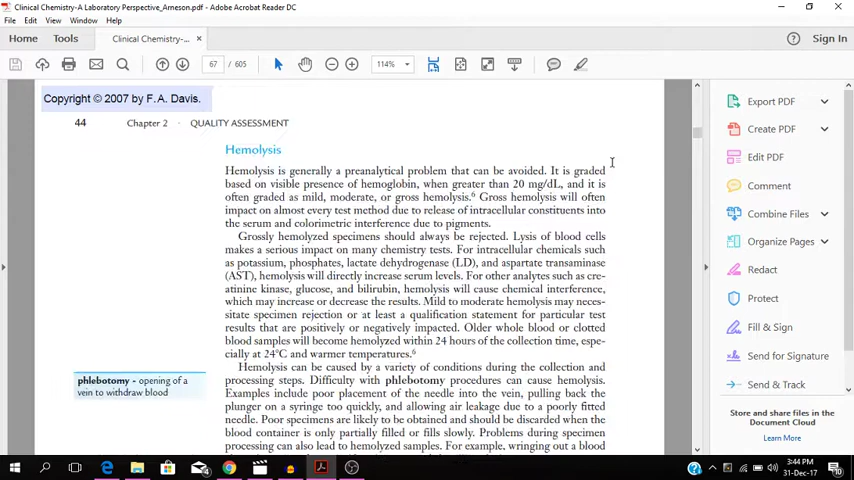 Clinical Chemistry-A Laboratory Perspective_Arneson.pdf - Adobe Acrobat Reader DC
File Edit View Window Help
Home Tools Clinical Chemistry-... × Sign In
67 / 605 114%
Copyright © 2007 by F.A. Davis.
44 Chapter 2 QUALITY ASSESSMENT
Hemolysis
Hemolysis is generally a preanalytical problem that can be avoided. It is graded
based on visible presence of hemoglobin, when greater than 20 mg/dL, and it is
often graded as mild, moderate, or gross hemolysis.6 Gross hemolysis will often
impact on almost every test method due to release of intracellular constituents into
the serum and colorimetric interference due to pigments.
Grossly hemolyzed specimens should always be rejected. Lysis of blood cells
makes a serious impact on many chemistry tests. For intracellular chemicals such
as potassium, phosphates, lactate dehydrogenase (LD), and aspartate transaminase
(AST), hemolysis will directly increase serum levels. For other analytes such as cre-
atinine kinase, glucose, and bilirubin, hemolysis will cause chemical interference,
which may increase or decrease the results. Mild to moderate hemolysis may neces-
sitate specimen rejection or at least a qualification statement for particular test
results that are positively or negatively impacted. Older whole blood or clotted
blood samples will become hemolyzed within 24 hours of the collection time, espe-
cially at 24°C and warmer temperatures.6
Hemolysis can be caused by a variety of conditions during the collection and
processing steps. Difficulty with phlebotomy procedures can cause hemolysis.
Examples include poor placement of the needle into the vein, pulling back the
plunger on a syringe too quickly, and allowing air leakage due to a poorly fitted
needle. Poor specimens are likely to be obtained and should be discarded when the
blood container is only partially filled or fills slowly. Problems during specimen
processing can also lead to hemolyzed samples. For example, wringing out a blood
phlebotomy - opening of a
vein to withdraw blood
Export PDF
Create PDF
Edit PDF
Comment
Combine Files
Organize Pages
Redact
Protect
Fill & Sign
Send for Signature
Send & Track
Store and share files in the
Document Cloud
Learn More
3:44 PM
31-Dec-17